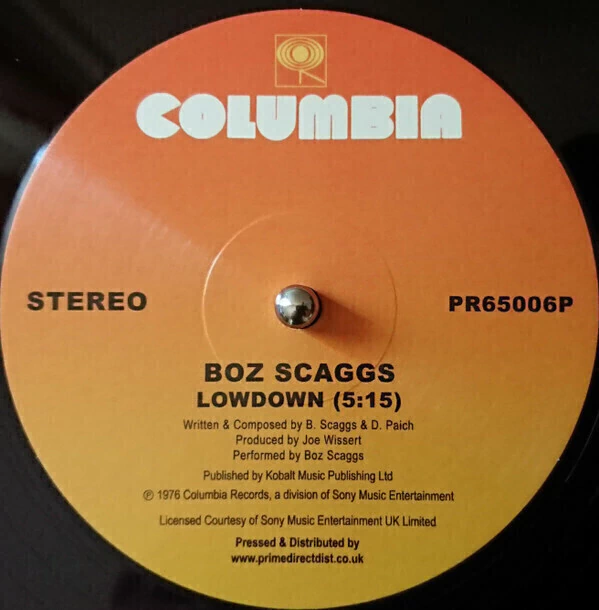 COLUMBIA
STEREO
PR65006P
BOZ SCAGGS
LOWDOWN (5:15)
Written & Composed by B. Scaggs & D. Paich
Produced by Joe Wissert
Performed by Boz Scaggs
Published by Kobalt Music Publishing Ltd
℗ 1976 Columbia Records, a division of Sony Music Entertainment
Licensed Courtesy of Sony Music Entertainment UK Limited
Pressed & Distributed by
www.primedirectdist.co.uk